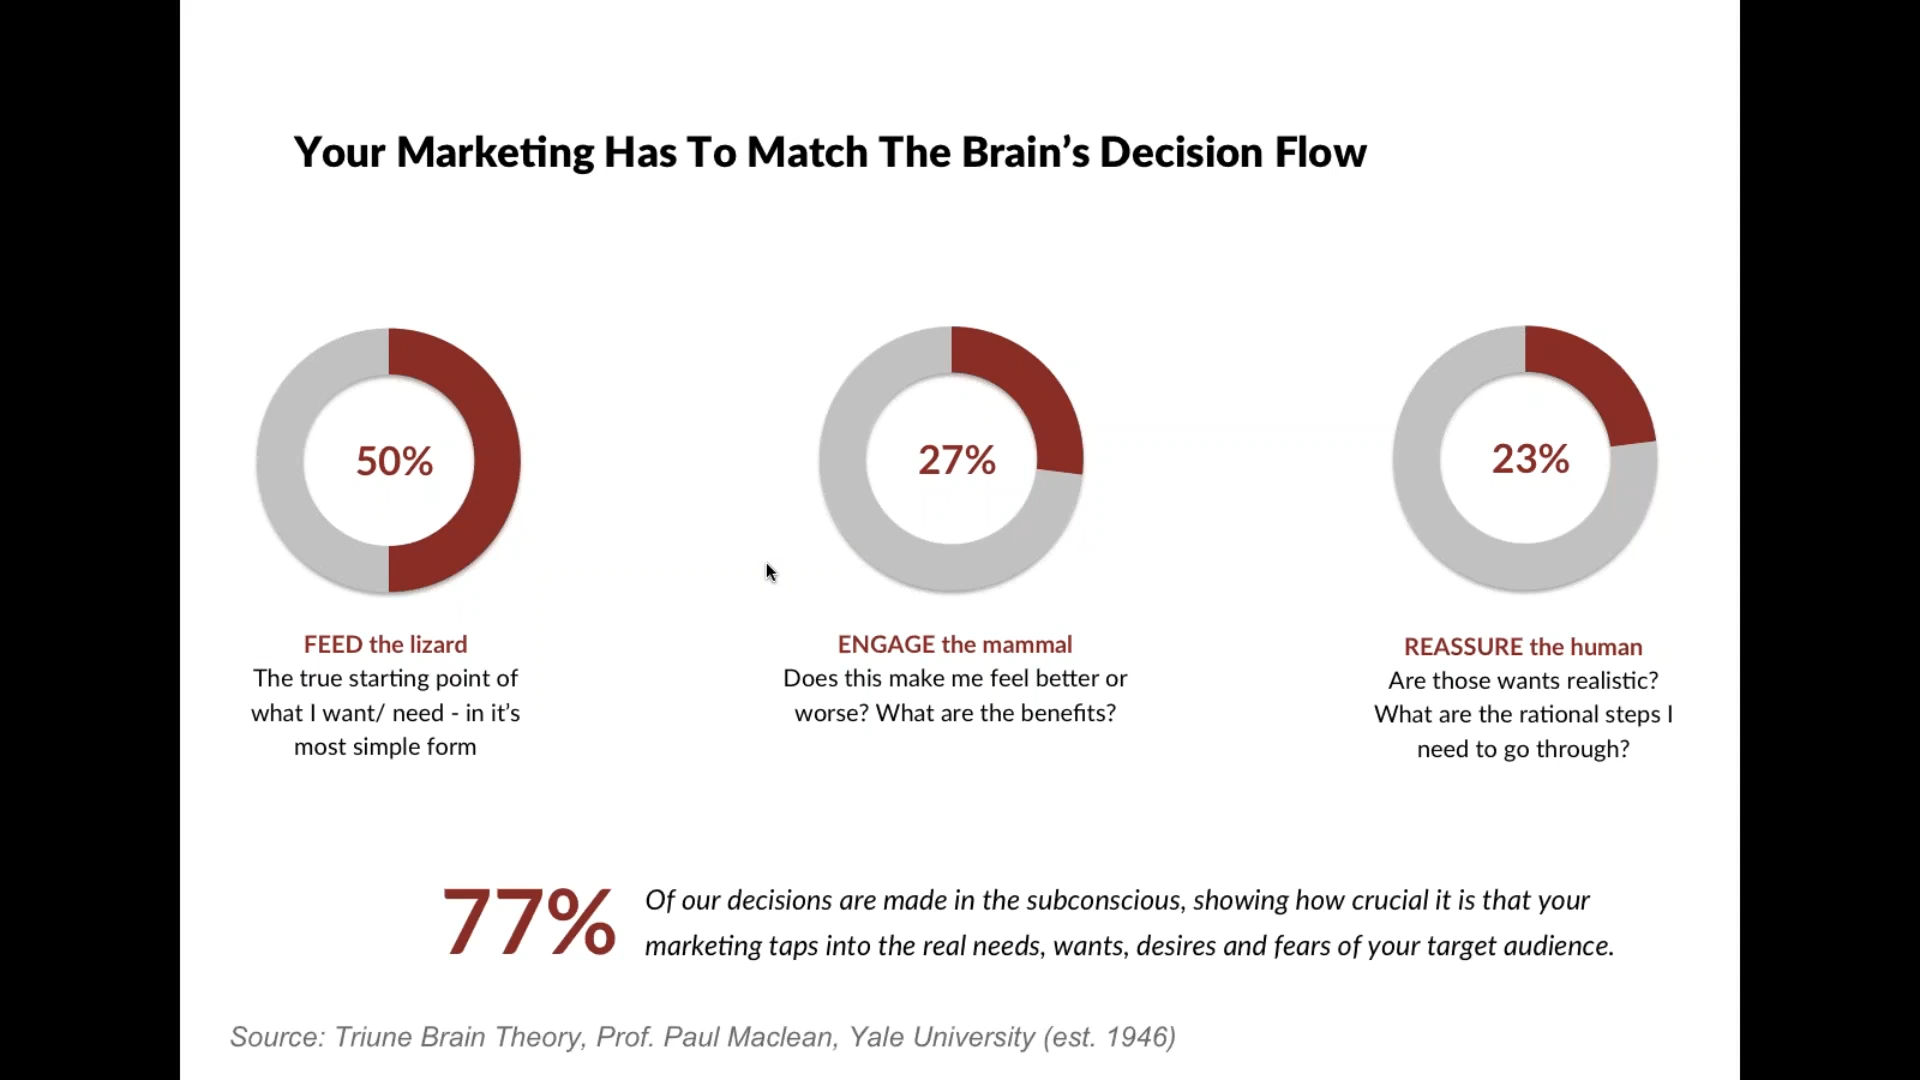 Your Marketing Has To Match The Brain’s Decision Flow
50%
27%
23%
FEED the lizard
The true starting point of
what I want/ need - in it’s
most simple form
ENGAGE the mammal
Does this make me feel better or
worse? What are the benefits?
REASSURE the human
Are those wants realistic?
What are the rational steps I
need to go through?
77%
Of our decisions are made in the subconscious, showing how crucial it is that your
marketing taps into the real needs, wants, desires and fears of your target audience.
Source: Triune Brain Theory, Prof. Paul Maclean, Yale University (est. 1946)